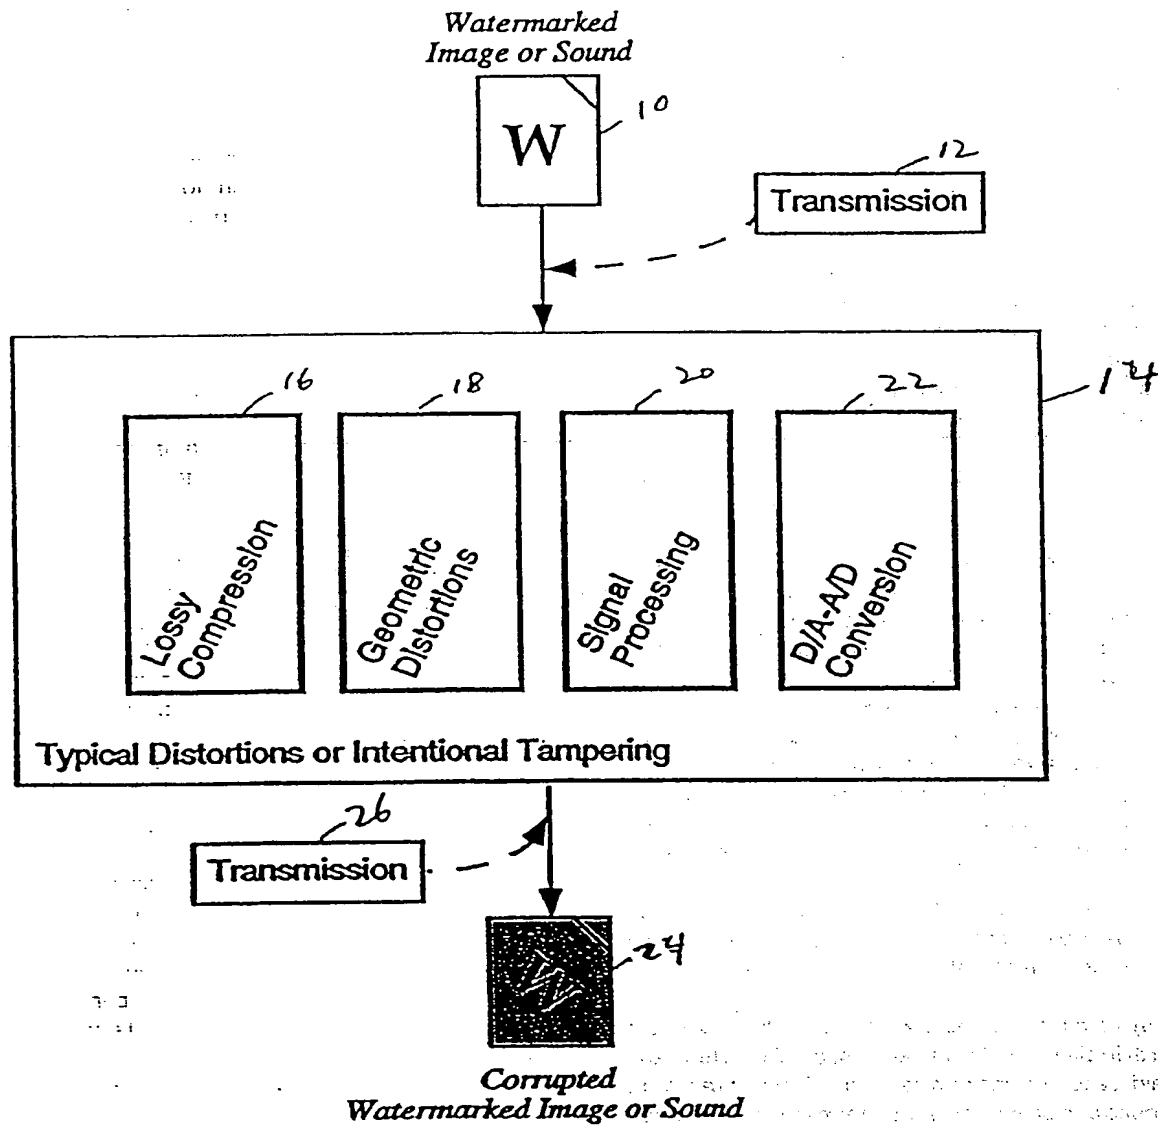 Watermarked
Image or Sound
W
10
12
Transmission
14
16
18
20
22
Lossy
Compression
Geometric
Distortions
Signal
Processing
D/A-A/D
Conversion
Typical Distortions or Intentional Tampering
26
Transmission
W
24
Corrupted
Watermarked Image or Sound